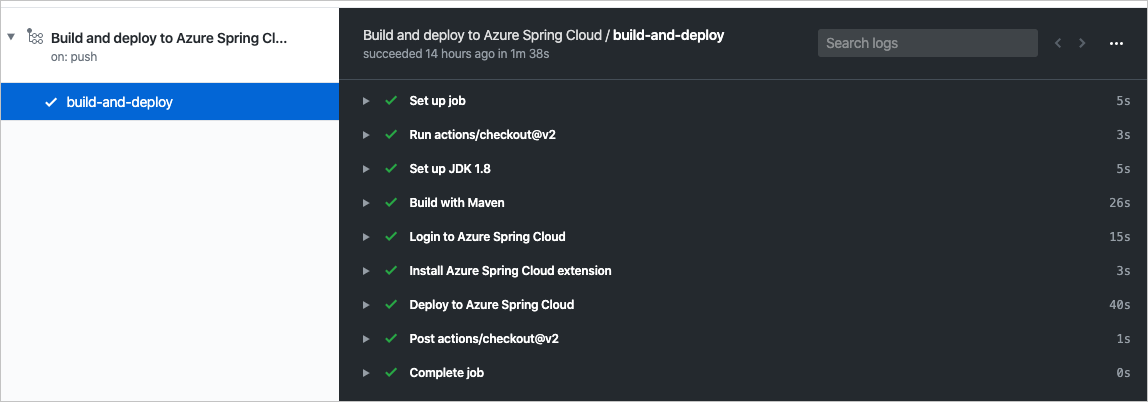 Build and deploy to Azure Spring Cl...
on: push
build-and-deploy
Build and deploy to Azure Spring Cloud / build-and-deploy
succeeded 14 hours ago in 1m 38s
Search logs
Set up job 5s
Run actions/checkout@v2 3s
Set up JDK 1.8 5s
Build with Maven 26s
Login to Azure Spring Cloud 15s
Install Azure Spring Cloud extension 3s
Deploy to Azure Spring Cloud 40s
Post actions/checkout@v2 1s
Complete job 0s